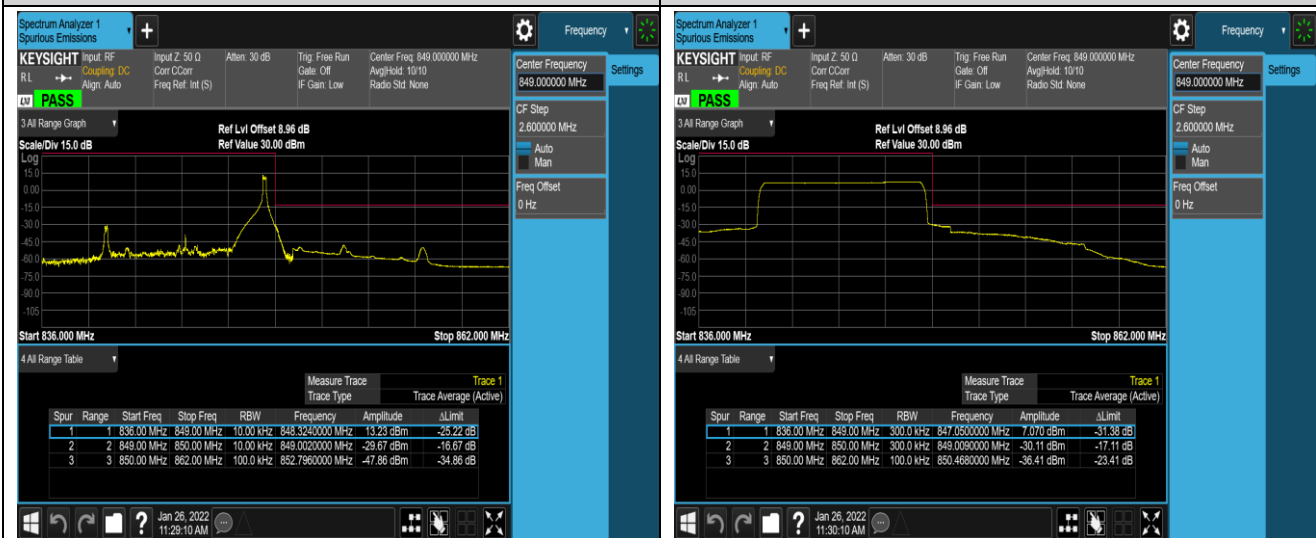 Spectrum Analyzer 1
Spurious Emissions
+
Frequency
KEYSIGHT Input: RF Input Z: 50 Ω Atten: 30 dB Trig: Free Run Center Freq: 849.000000 MHz
RL Coupling: DC Corr CCorr Gate: Off Avg|Hold: 10/10
Align: Auto Freq Ref: Int (S) IF Gain: Low Radio Std: None
LXI PASS
3 All Range Graph
Ref Lvl Offset 8.96 dB
Scale/Div 15.0 dB Ref Value 30.00 dBm
Log
15.0
0.00
-15.0
-30.0
-45.0
-60.0
-75.0
-90.0
-105
Start 836.000 MHz Stop 862.000 MHz
4 All Range Table
Measure Trace Trace 1
Trace Type Trace Average (Active)
Spur Range Start Freq Stop Freq RBW Frequency Amplitude ΔLimit
1 1 836.00 MHz 849.00 MHz 10.00 kHz 848.3240000 MHz 13.23 dBm -25.22 dB
2 2 849.00 MHz 850.00 MHz 10.00 kHz 849.0020000 MHz -29.67 dBm -16.67 dB
3 3 850.00 MHz 862.00 MHz 100.0 kHz 852.7960000 MHz -47.86 dBm -34.86 dB
?
Jan 26, 2022
11:29:10 AM
Center Frequency
849.000000 MHz
Settings
CF Step
2.600000 MHz
Auto
Man
Freq Offset
0 Hz
Spectrum Analyzer 1
Spurious Emissions
+
Frequency
KEYSIGHT Input: RF Input Z: 50 Ω Atten: 30 dB Trig: Free Run Center Freq: 849.000000 MHz
RL Coupling: DC Corr CCorr Gate: Off Avg|Hold: 10/10
Align: Auto Freq Ref: Int (S) IF Gain: Low Radio Std: None
LXI PASS
3 All Range Graph
Ref Lvl Offset 8.96 dB
Scale/Div 15.0 dB Ref Value 30.00 dBm
Log
15.0
0.00
-15.0
-30.0
-45.0
-60.0
-75.0
-90.0
-105
Start 836.000 MHz Stop 862.000 MHz
4 All Range Table
Measure Trace Trace 1
Trace Type Trace Average (Active)
Spur Range Start Freq Stop Freq RBW Frequency Amplitude ΔLimit
1 1 836.00 MHz 849.00 MHz 300.0 kHz 847.0500000 MHz 7.070 dBm -31.38 dB
2 2 849.00 MHz 850.00 MHz 300.0 kHz 849.0090000 MHz -30.11 dBm -17.11 dB
3 3 850.00 MHz 862.00 MHz 100.0 kHz 850.4680000 MHz -36.41 dBm -23.41 dB
?
Jan 26, 2022
11:30:10 AM
Center Frequency
849.000000 MHz
Settings
CF Step
2.600000 MHz
Auto
Man
Freq Offset
0 Hz